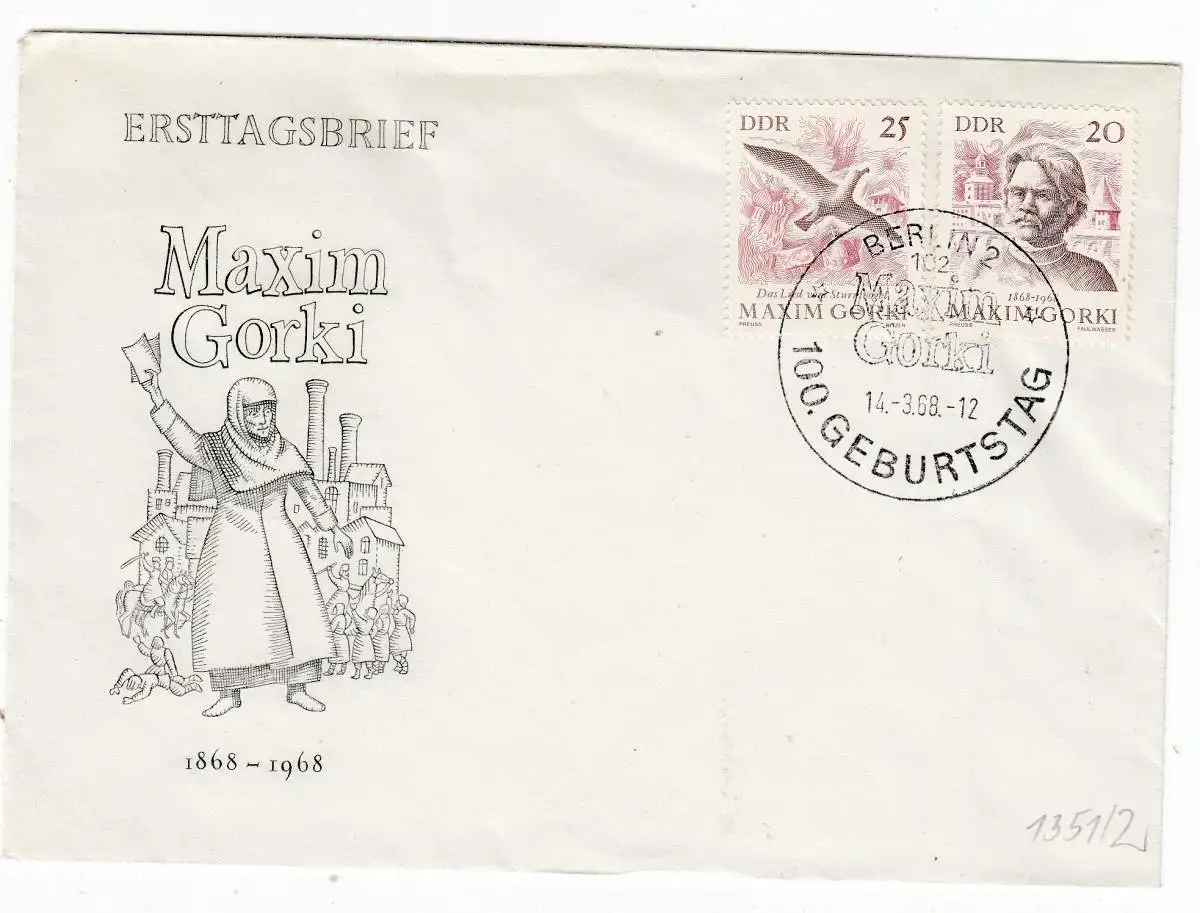 ERSTTAGSBRIEF
Maxim
Gorki
1868 - 1968
DDR 25
Das Lied vom Sturmvogel
MAXIM GORKI
PREUSS
DDR 20
1868-1968
MAXIM GORKI
PREUSS FAULWASSER
BERLIN 2
102
Maxim
Gorki
14.-3.68.-12
100. GEBURTSTAG
1351/2